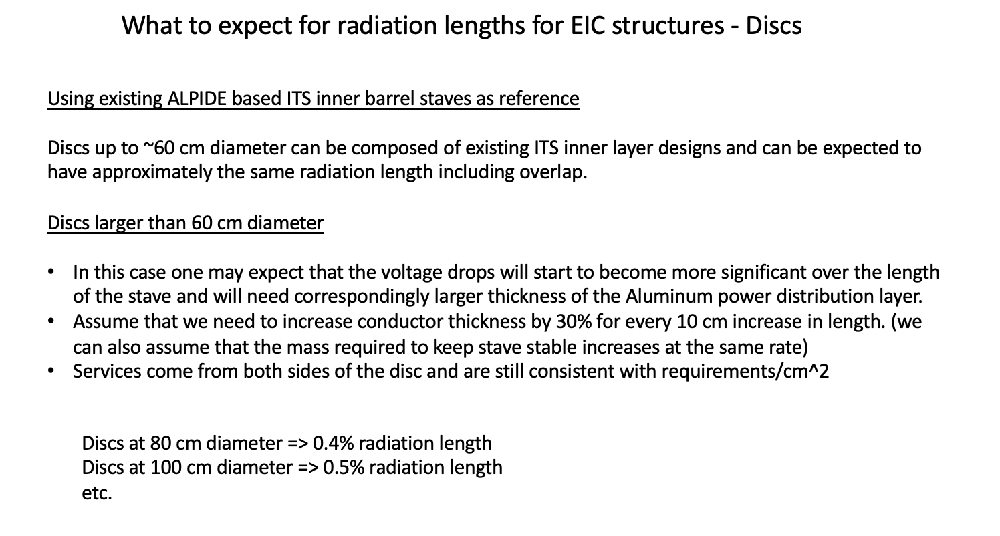 What to expect for radiation lengths for EIC structures - Discs
Using existing ALPIDE based ITS inner barrel staves as reference
Discs up to ~60 cm diameter can be composed of existing ITS inner layer designs and can be expected to
have approximately the same radiation length including overlap.
Discs larger than 60 cm diameter
• In this case one may expect that the voltage drops will start to become more significant over the length
of the stave and will need correspondingly larger thickness of the Aluminum power distribution layer.
• Assume that we need to increase conductor thickness by 30% for every 10 cm increase in length. (we
can also assume that the mass required to keep stave stable increases at the same rate)
• Services come from both sides of the disc and are still consistent with requirements/cm^2
Discs at 80 cm diameter => 0.4% radiation length
Discs at 100 cm diameter => 0.5% radiation length
etc.